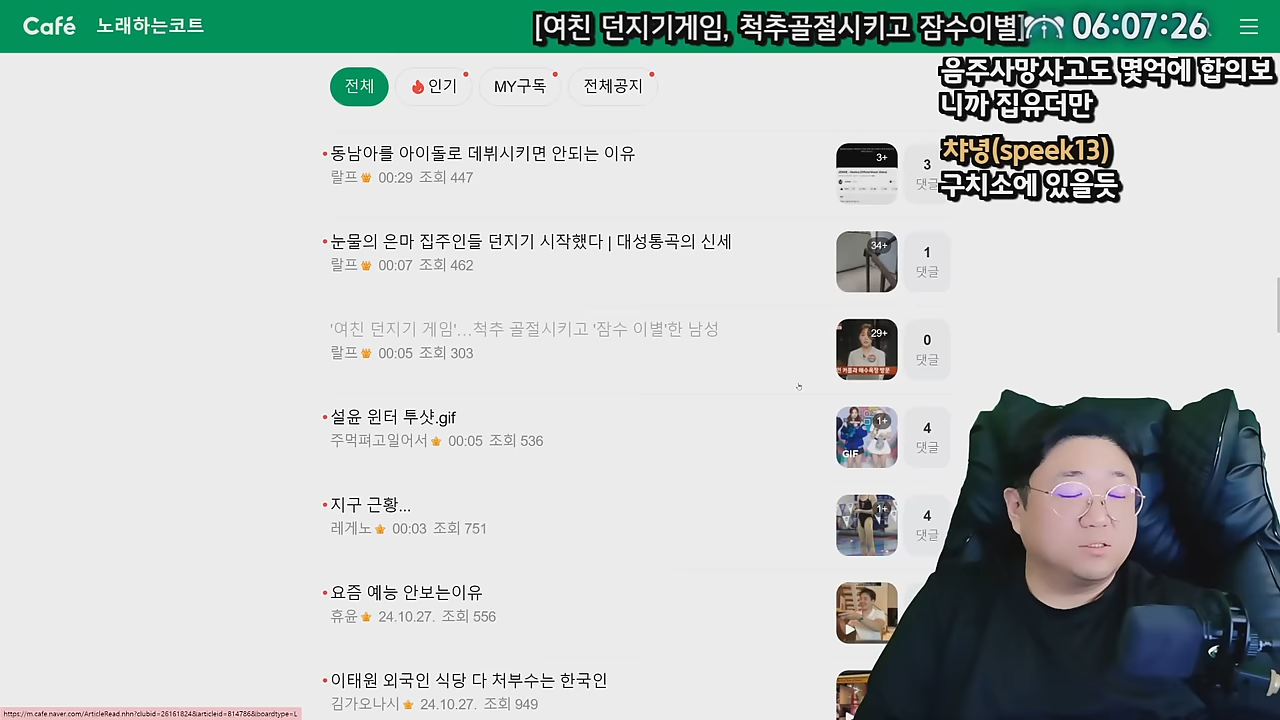 Café 노래하는코트
[여친 던지기게임, 척추골절시키고 잠수이별]
06:07:26
음주사망사고도 몇억에 합의보
니까 집유더만
챠녕(speek13)
구치소에 있을듯
전체 인기 MY구독 전체공지
동남아를 아이돌로 데뷔시키면 안되는 이유
랄프 00:29 조회 447
3+
3
댓글
눈물의 은마 집주인들 던지기 시작했다 | 대성통곡의 신세
랄프 00:07 조회 462
34+
1
댓글
'여친 던지기 게임'…척추 골절시키고 '잠수 이별'한 남성
랄프 00:05 조회 303
29+
0
댓글
설윤 윈터 투샷.gif
주먹펴고일어서 00:05 조회 536
1+
GIF
4
댓글
지구 근황...
레게노 00:03 조회 751
1+
4
댓글
요즘 예능 안보는이유
휴윤 24.10.27. 조회 556
이태원 외국인 식당 다 처부수는 한국인
김가오나시 24.10.27. 조회 949
https://m.cafe.naver.com/ArticleRead.nhn?clubid=26161824&articleid=814786&boardtype=L